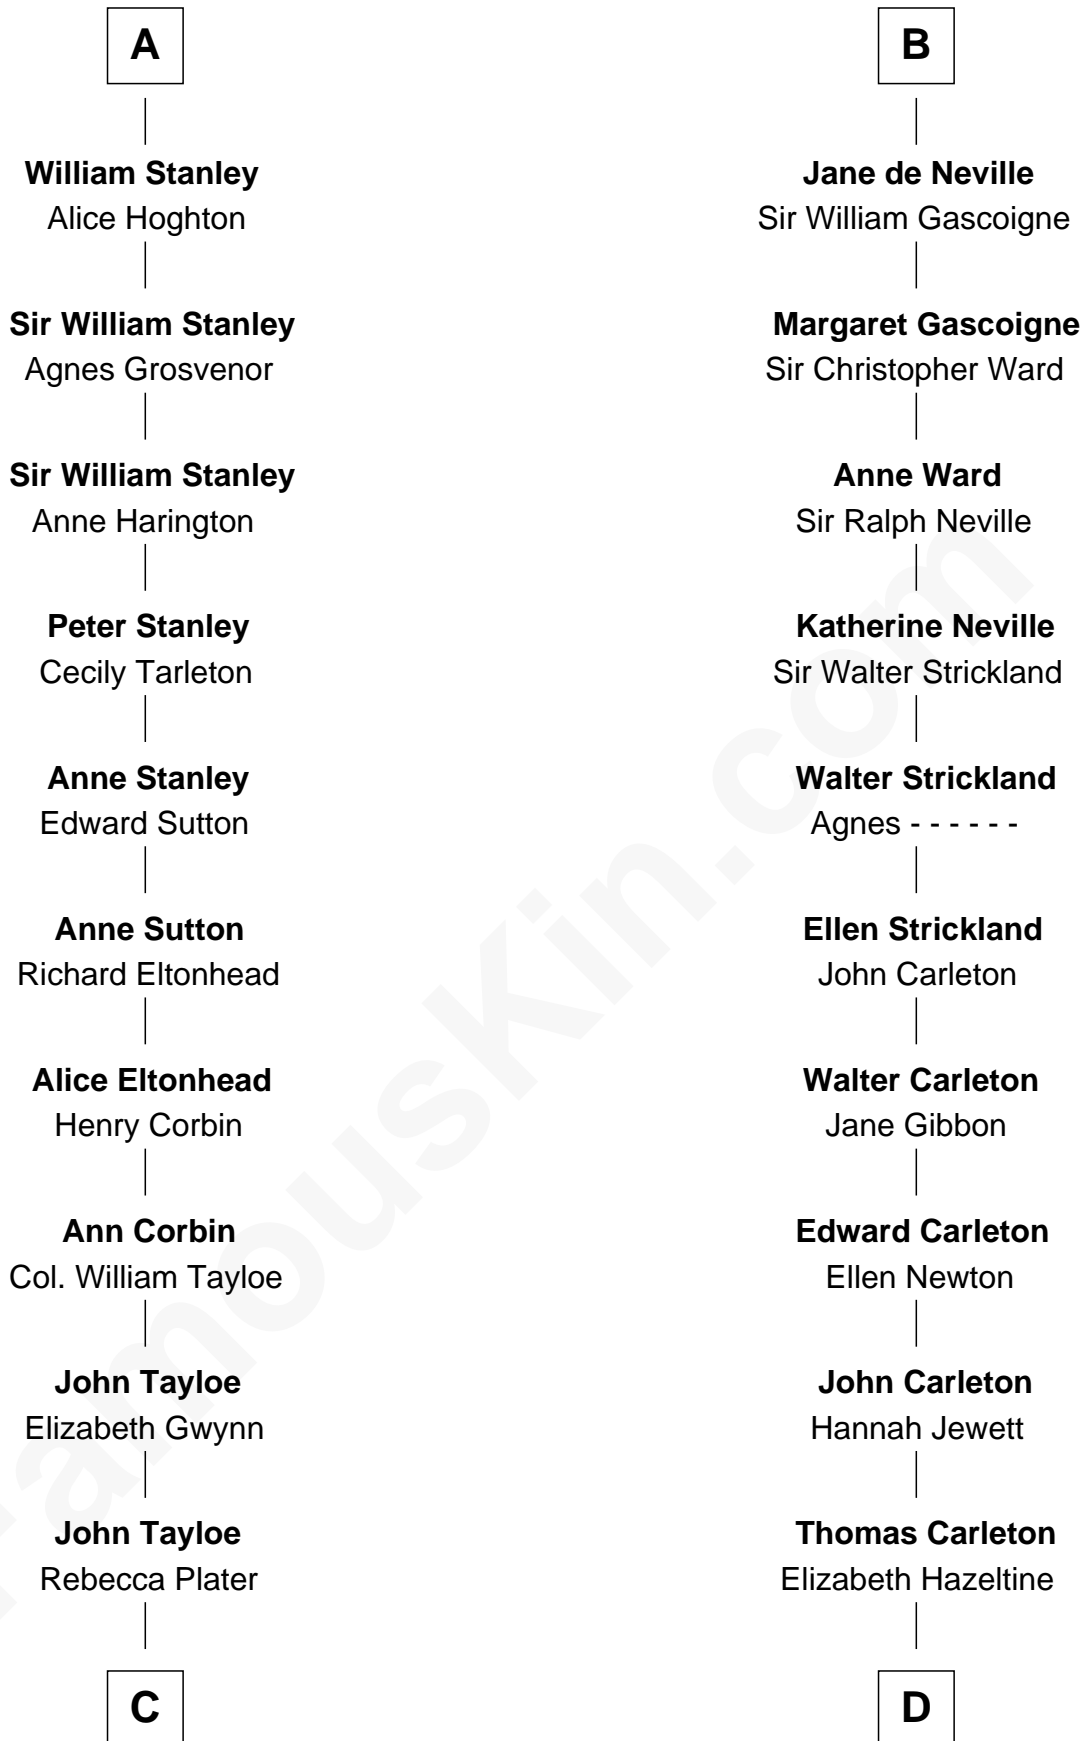 A
William Stanley
Alice Hoghton
Sir William Stanley
Agnes Grosvenor
Sir William Stanley
Anne Harington
Peter Stanley
Cecily Tarleton
Anne Stanley
Edward Sutton
Anne Sutton
Richard Eltonhead
Alice Eltonhead
Henry Corbin
Ann Corbin
Col. William Tayloe
John Tayloe
Elizabeth Gwynn
John Tayloe
Rebecca Plater
C
B
Jane de Neville
Sir William Gascoigne
Margaret Gascoigne
Sir Christopher Ward
Anne Ward
Sir Ralph Neville
Katherine Neville
Sir Walter Strickland
Walter Strickland
Agnes - - - - - -
Ellen Strickland
John Carleton
Walter Carleton
Jane Gibbon
Edward Carleton
Ellen Newton
John Carleton
Hannah Jewett
Thomas Carleton
Elizabeth Hazeltine
D
FamousKin.com